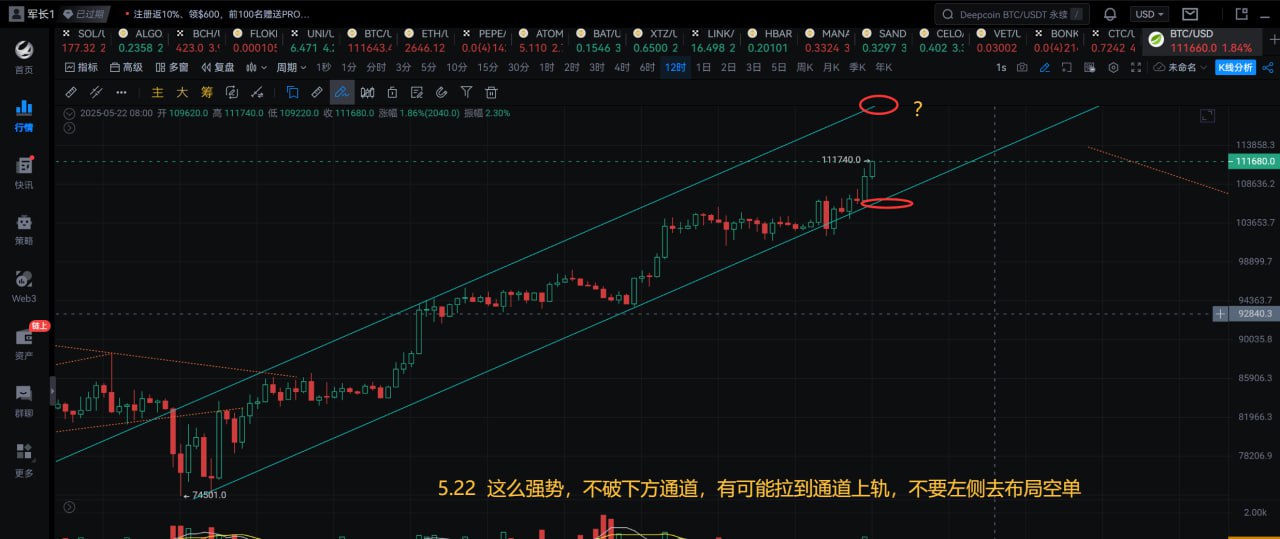 军长1 已过期 注册返10%、领$600，前100名赠送PRO...
Deepcoin BTC/USDT 永续 /
USD
SOL/
ALGO
BCH/
FLOKI
UNI/
BTC/
ETH/
PEPE/
ATOM
BAT/
XTZ/
LINK/
HBAR
MANA
SAND
CELO
VET/
BONK
CTC/
BTC/USD
177.32 2
0.2358 2
423.0 3.9
0.000105
6.471 4.
111643.4
2646.12
0.0(4)14
5.110 2.
0.1546 3
0.6500 2
16.498 2
0.20101
0.3324 3
0.3297 3
0.402 3.
0.03002
0.0(4)21
0.7242 4
111660.0 1.84%
指标 高级 多窗 复盘 周期 1秒 1分 分时 3分 5分 10分 15分 30分 1时 2时 3时 4时 6时 12时 1日 2日 3日 5日 周K 月K 季K 年K 1s 未命名 K线分析
主 大 筹
2025-05-22 08:00 开 109620.0 高 111740.0 低 109220.0 收 111680.0 涨幅 1.86%(2040.0) 振幅 2.30%
首页
行情
快讯
策略
Web3
链上
资产
群聊
更多
?
111740.0
74501.0
113858.3
111680.0
108636.2
103653.7
98899.7
94363.7
92840.3
90035.8
85906.3
81966.3
78206.9
2.00k
5.22 这么强势，不破下方通道，有可能拉到通道上轨，不要左侧去布局空单